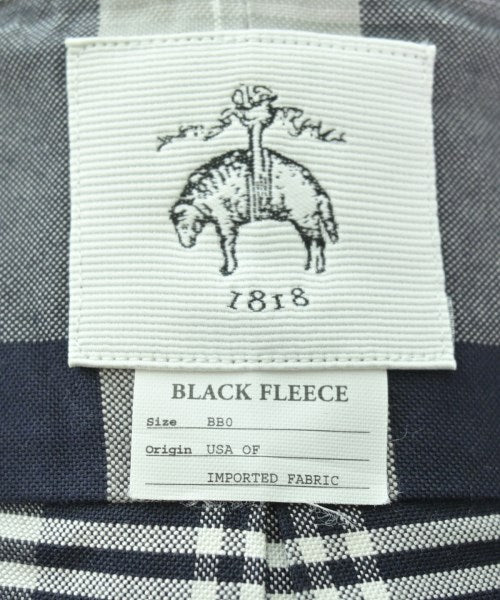 1818
BLACK FLEECE
Size BB0
Origin USA OF
IMPORTED FABRIC